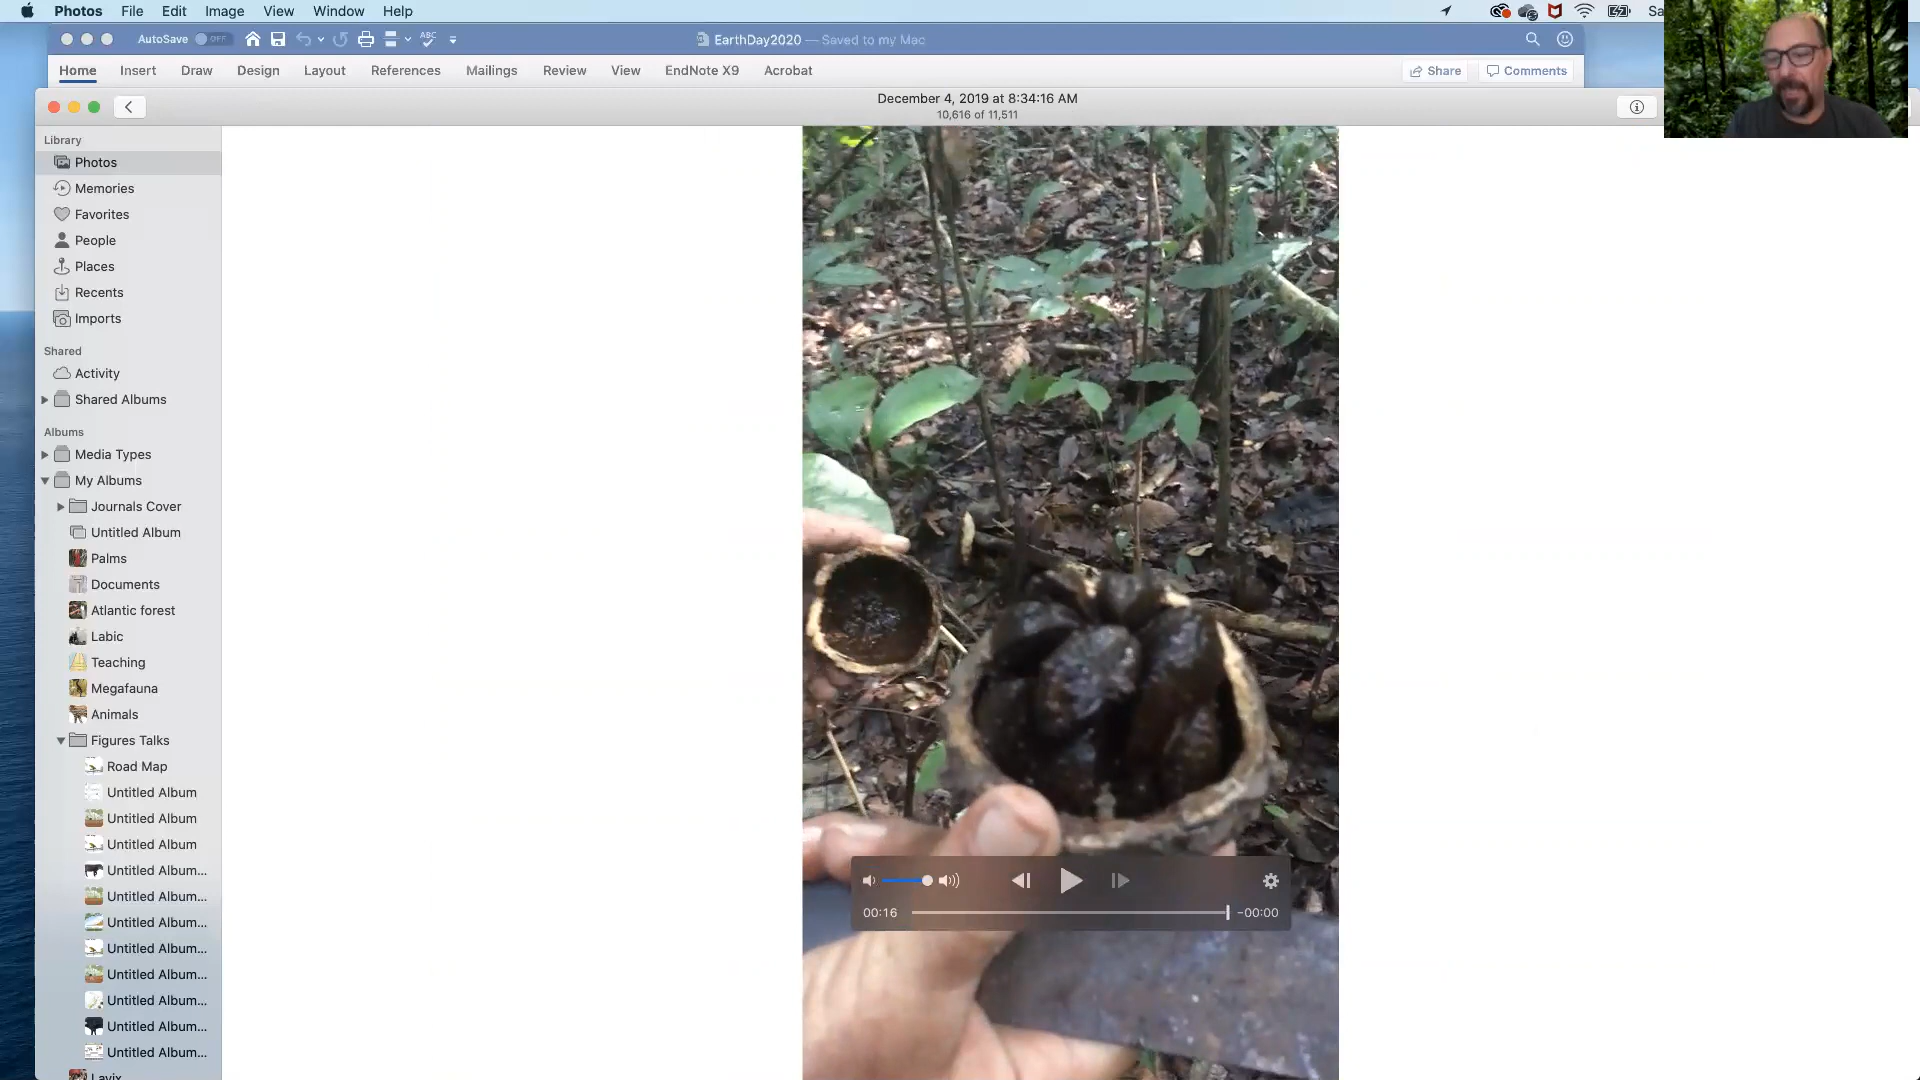 Photos File Edit Image View Window Help Sa
AutoSave OFF ABC EarthDay2020 — Saved to my Mac
Home Insert Draw Design Layout References Mailings Review View EndNote X9 Acrobat Share Comments
December 4, 2019 at 8:34:16 AM
10,616 of 11,511
Library
Photos
Memories
Favorites
People
Places
Recents
Imports
Shared
Activity
Shared Albums
Albums
Media Types
My Albums
Journals Cover
Untitled Album
Palms
Documents
Atlantic forest
Labic
Teaching
Megafauna
Animals
Figures Talks
Road Map
Untitled Album
Untitled Album
Untitled Album
Untitled Album...
Untitled Album...
Untitled Album...
Untitled Album...
Untitled Album...
Untitled Album...
Untitled Album...
Untitled Album...
00:16 -00:00